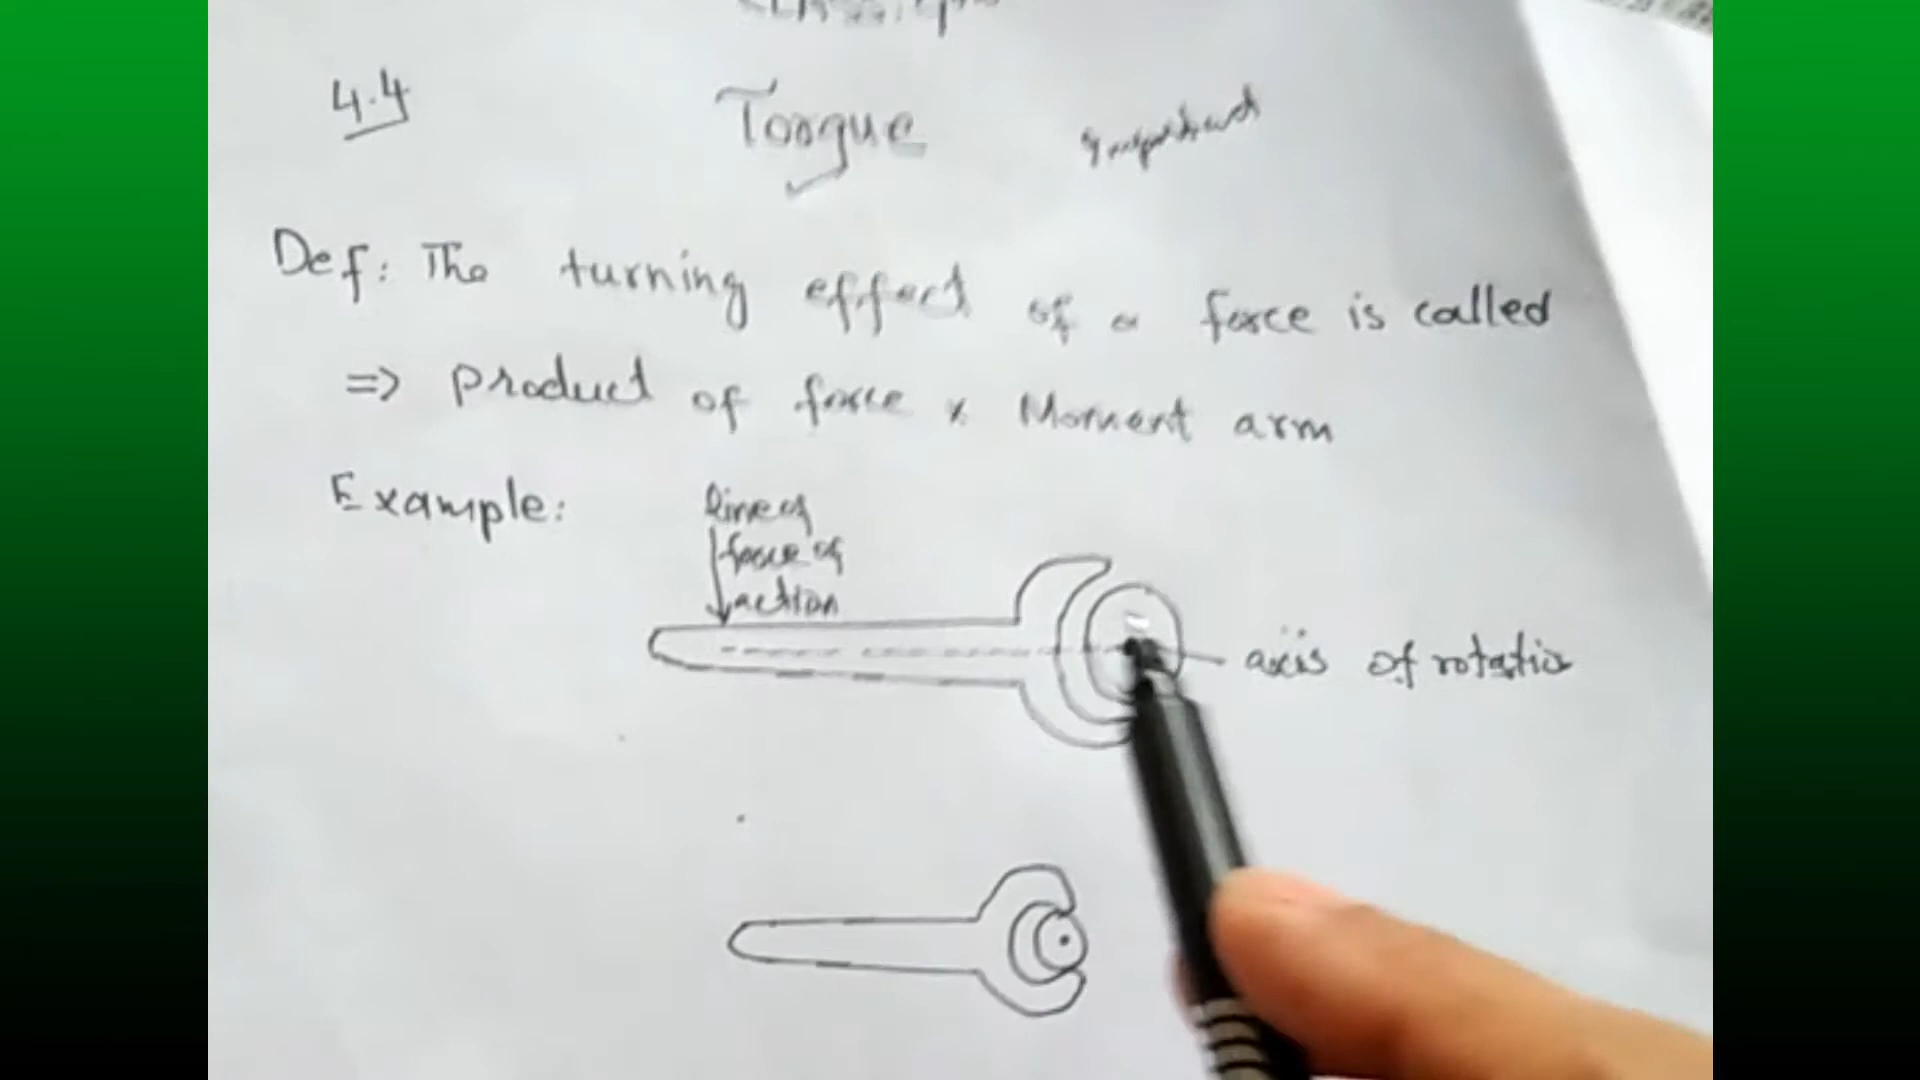 4.4
Torque
Def: The turning effect of a force is called
=> product of force x Moment arm
Example:
line of
force of
action
axis of rotatio